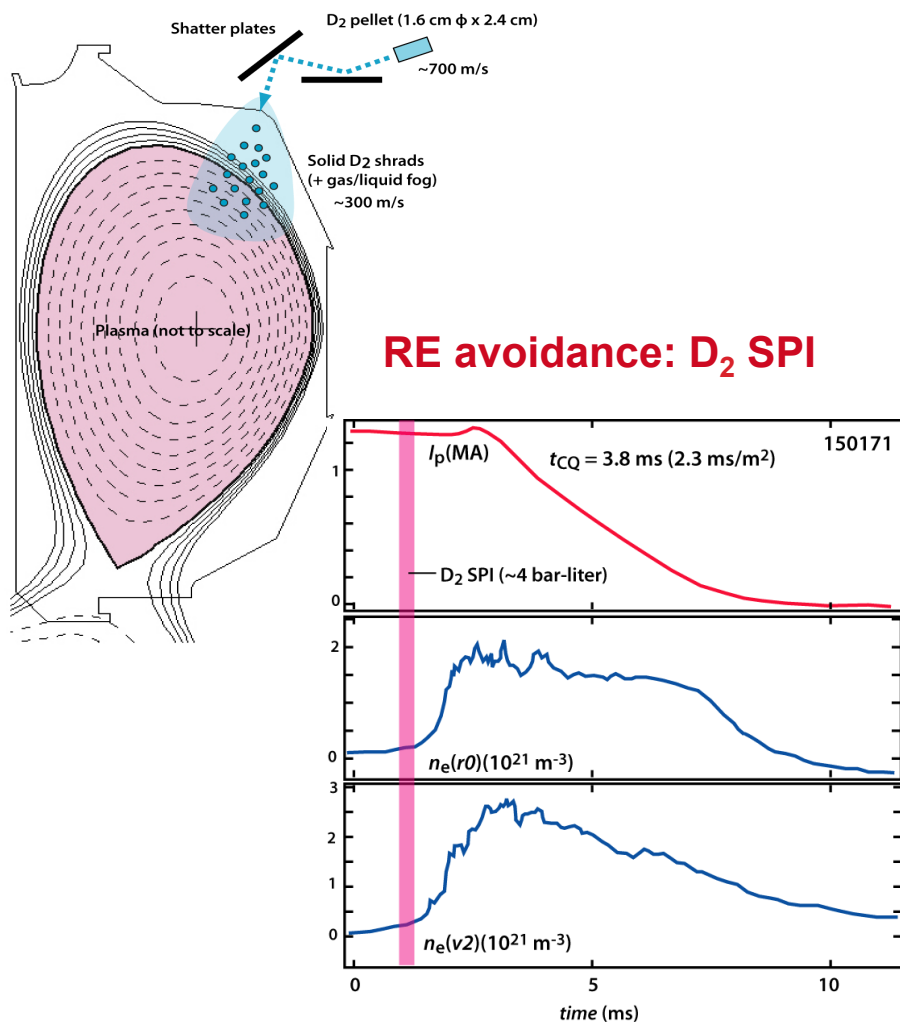 D₂ pellet (1.6 cm ϕ x 2.4 cm)
Shatter plates
~700 m/s
Solid D₂ shrads
(+ gas/liquid fog)
~300 m/s
Plasma (not to scale)
RE avoidance: D₂ SPI
Iₚ(MA)
150171
t_CQ = 3.8 ms (2.3 ms/m²)
1
D₂ SPI (~4 bar-liter)
0
2
0
nₑ(r0)(10²¹ m⁻³)
3
2
1
0
nₑ(v2)(10²¹ m⁻³)
0 5 10
time (ms)